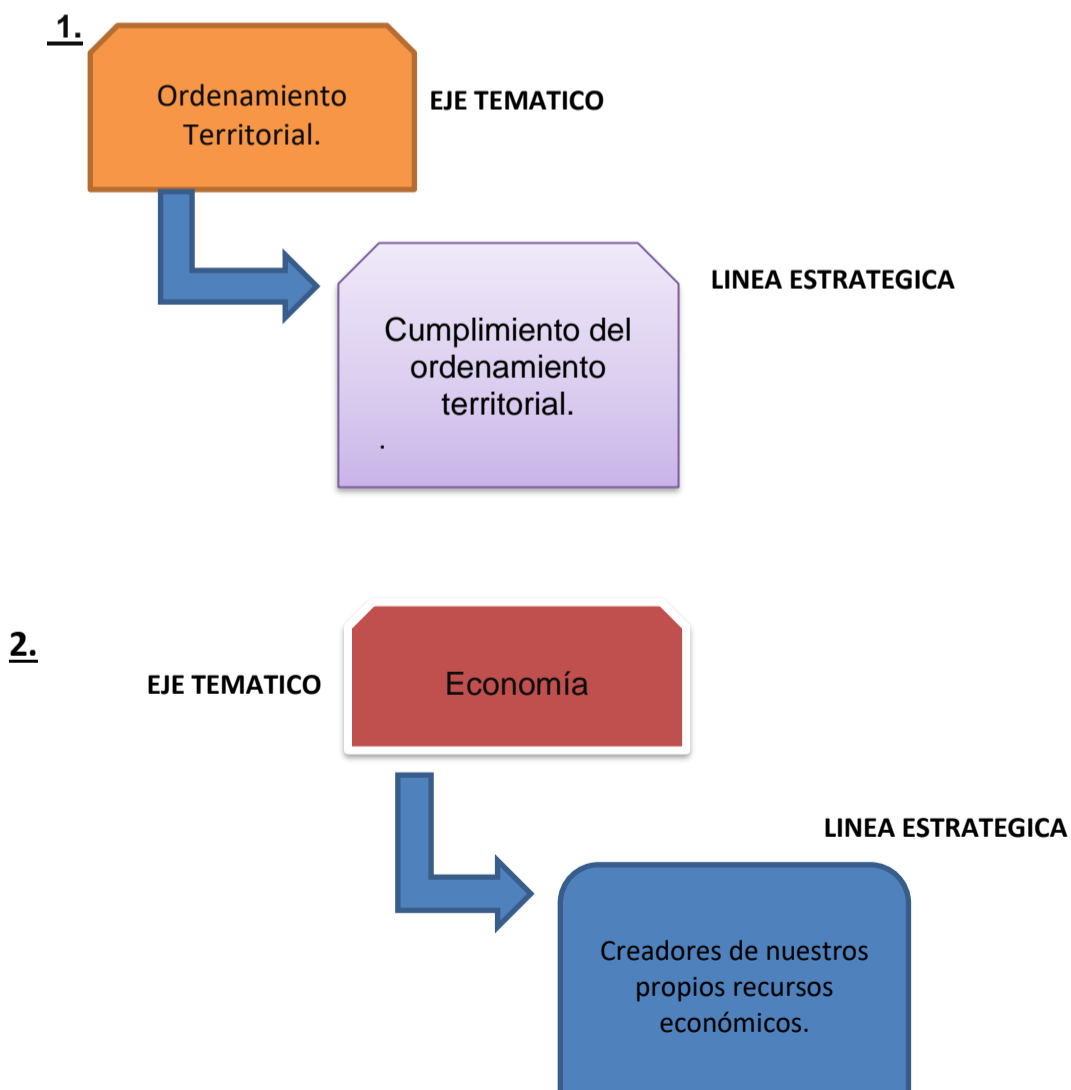 1.
Ordenamiento
Territorial.
EJE TEMATICO
LINEA ESTRATEGICA
Cumplimiento del
ordenamiento
territorial.
.
2.
EJE TEMATICO
Economía
LINEA ESTRATEGICA
Creadores de nuestros
propios recursos
económicos.